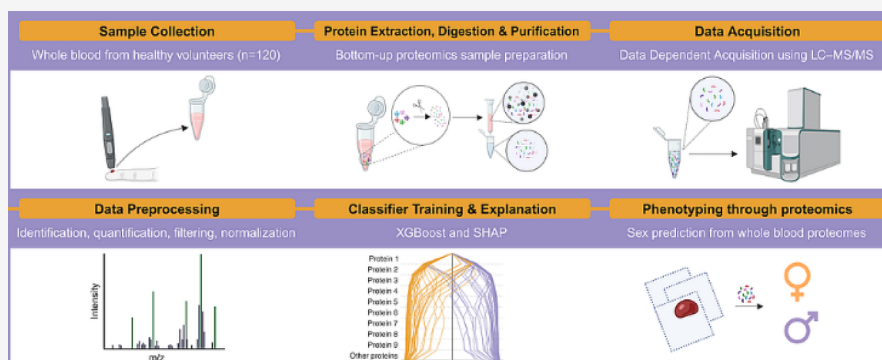 Sample Collection
Whole blood from healthy volunteers (n=120)
Protein Extraction, Digestion & Purification
Bottom-up proteomics sample preparation
Data Acquisition
Data Dependent Acquisition using LC–MS/MS
Data Preprocessing
Identification, quantification, filtering, normalization
Intensity
m/z
Classifier Training & Explanation
XGBoost and SHAP
Protein 1
Protein 2
Protein 3
Protein 4
Protein 5
Protein 6
Protein 7
Protein 8
Protein 9
Other proteins
Phenotyping through proteomics
Sex prediction from whole blood proteomes